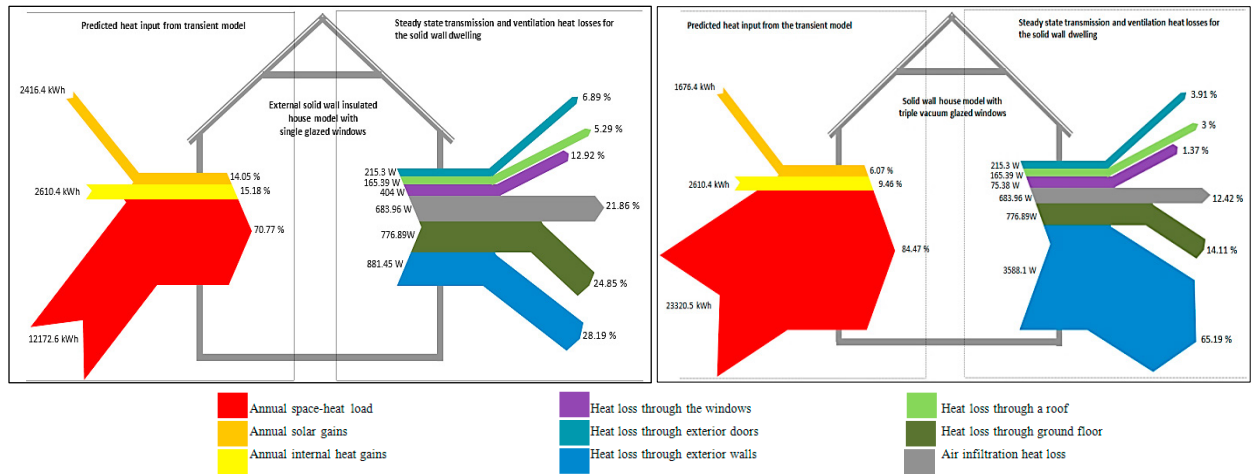 Predicted heat input from transient model
Steady state transmission and ventilation heat losses for
the solid wall dwelling
2416.4 kWh
External solid wall insulated
house model with
single glazed windows
6.89 %
5.29 %
12.92 %
14.05 %
215.3 W
165.39 W
2610.4 kWh
15.18 %
404 W
683.96 W
21.86 %
70.77 %
776.89W
881.45 W
24.85 %
12172.6 kWh
28.19 %
Predicted heat input from the transient model
Steady state transmission and ventilation heat losses for
the solid wall dwelling
1676.4 kWh
Solid wall house model with
triple vacuum glazed windows
3.91 %
3 %
1.37 %
6.07 %
215.3 W
165.39 W
2610.4 kWh
9.46 %
75.38 W
683.96 W
12.42 %
776.89W
84.47 %
14.11 %
3588.1 W
23320.5 kWh
65.19 %
Annual space-heat load
Heat loss through the windows
Heat loss through a roof
Annual solar gains
Heat loss through exterior doors
Heat loss through ground floor
Annual internal heat gains
Heat loss through exterior walls
Air infiltration heat loss